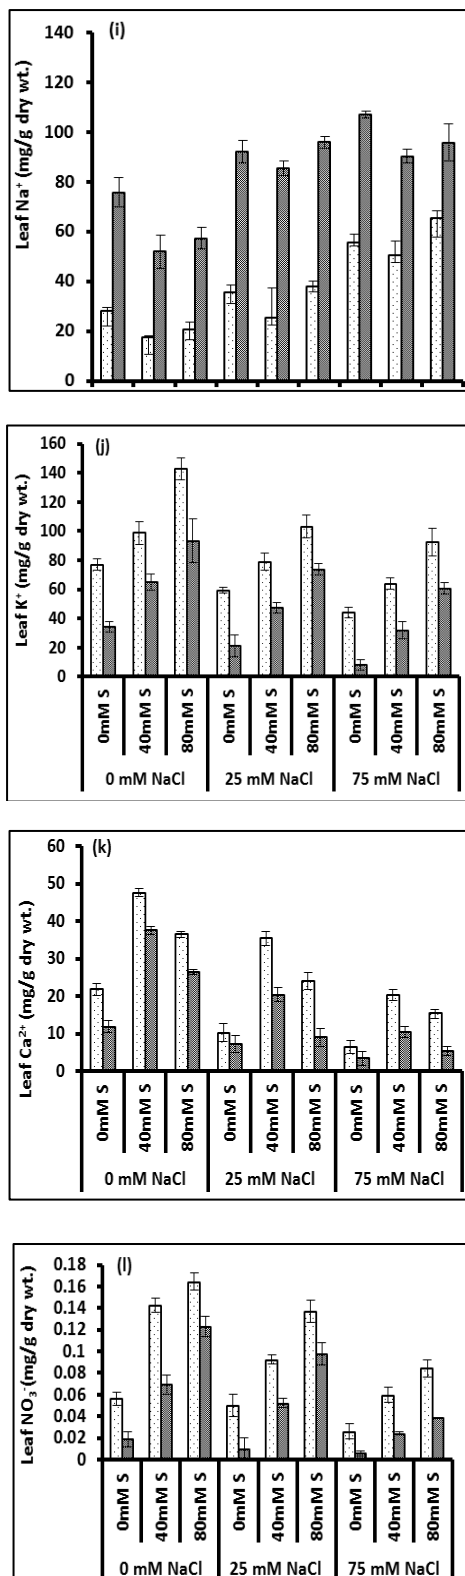 (i)
Leaf Na⁺ (mg/g dry wt.)
140
120
100
80
60
40
20
0
(j)
Leaf K⁺ (mg/g dry wt.)
160
140
120
100
80
60
40
20
0
0mM S
40mM S
80mM S
0mM S
40mM S
80mM S
0mM S
40mM S
80mM S
0 mM NaCl
25 mM NaCl
75 mM NaCl
(k)
Leaf Ca²⁺ (mg/g dry wt.)
60
50
40
30
20
10
0
0mM S
40mM S
80mM S
0mM S
40mM S
80mM S
0mM S
40mM S
80mM S
0 mM NaCl
25 mM NaCl
75 mM NaCl
(l)
Leaf NO₃⁻(mg/g dry wt.)
0.18
0.16
0.14
0.12
0.1
0.08
0.06
0.04
0.02
0
0mM S
40mM S
80mM S
0mM S
40mM S
80mM S
0mM S
40mM S
80mM S
0 mM NaCl
25 mM NaCl
75 mM NaCl